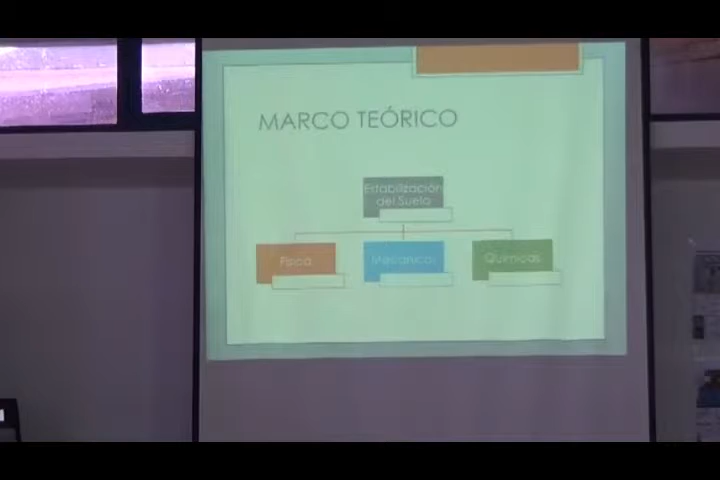 MARCO TEÓRICO
Estabilización
del Suelo
Física
Mecánicas
Químicas